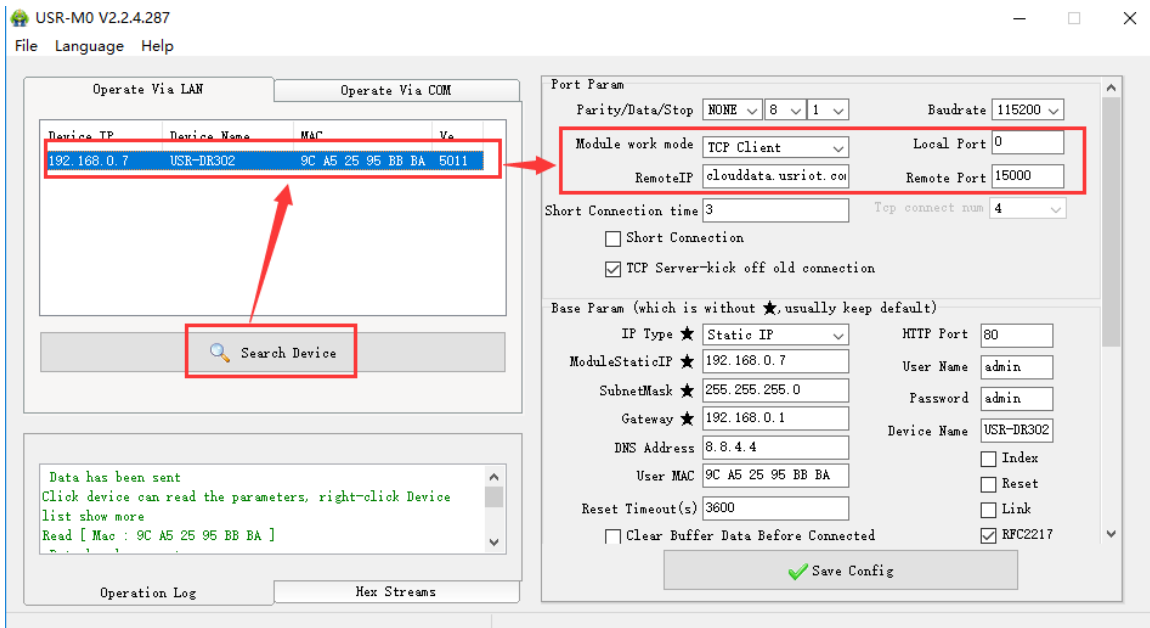 USR-M0 V2.2.4.287
File Language Help
Operate Via LAN Operate Via COM
Device IP Device Name MAC Ve
192.168.0.7 USR-DR302 9C A5 25 95 BB BA 5011
Search Device
Data has been sent
Click device can read the parameters, right-click Device
list show more
Read [ Mac : 9C A5 25 95 BB BA ]
Operation Log Hex Streams
Port Param
Parity/Data/Stop NONE 8 1 Baudrate 115200
Module work mode TCP Client Local Port 0
RemoteIP clouddata.usriot.co Remote Port 15000
Short Connection time 3 Tcp connect num 4
Short Connection
TCP Server-kick off old connection
Base Param (which is without ★,usually keep default)
IP Type ★ Static IP HTTP Port 80
ModuleStaticIP ★ 192.168.0.7 User Name admin
SubnetMask ★ 255.255.255.0 Password admin
Gateway ★ 192.168.0.1 Device Name USR-DR302
DNS Address 8.8.4.4 Index
User MAC 9C A5 25 95 BB BA Reset
Reset Timeout(s) 3600 Link
Clear Buffer Data Before Connected RFC2217
Save Config